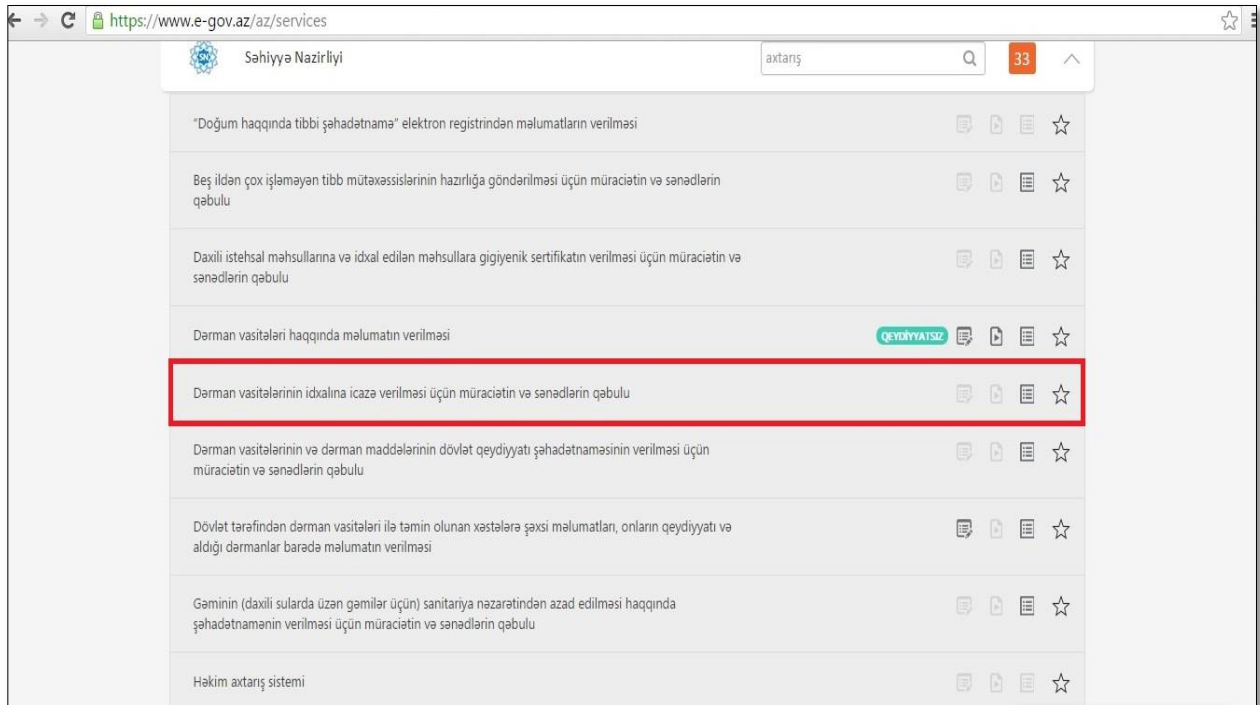 https://www.e-gov.az/az/services
Səhiyyə Nazirliyi
axtarış
33
"Doğum haqqında tibbi şəhadətnamə" elektron registrindən məlumatların verilməsi
Beş ildən çox işləməyən tibb mütəxəssislərinin hazırlığa göndərilməsi üçün müraciətin və sənədlərin
qəbulu
Daxili istehsal məhsullarına və idxal edilən məhsullara gigiyenik sertifikatın verilməsi üçün müraciətin və
sənədlərin qəbulu
Dərman vasitələri haqqında məlumatın verilməsi
QEYDİYYATSIZ
Dərman vasitələrinin idxalına icazə verilməsi üçün müraciətin və sənədlərin qəbulu
Dərman vasitələrinin və dərman maddələrinin dövlət qeydiyyatı şəhadətnaməsinin verilməsi üçün
müraciətin və sənədlərin qəbulu
Dövlət tərəfindən dərman vasitələri ilə təmin olunan xəstələrə şəxsi məlumatları, onların qeydiyyatı və
aldığı dərmanlar barədə məlumatın verilməsi
Gəminin (daxili sularda üzən gəmilər üçün) sanitariya nəzarətindən azad edilməsi haqqında
şəhadətnamənin verilməsi üçün müraciətin və sənədlərin qəbulu
Həkim axtarış sistemi